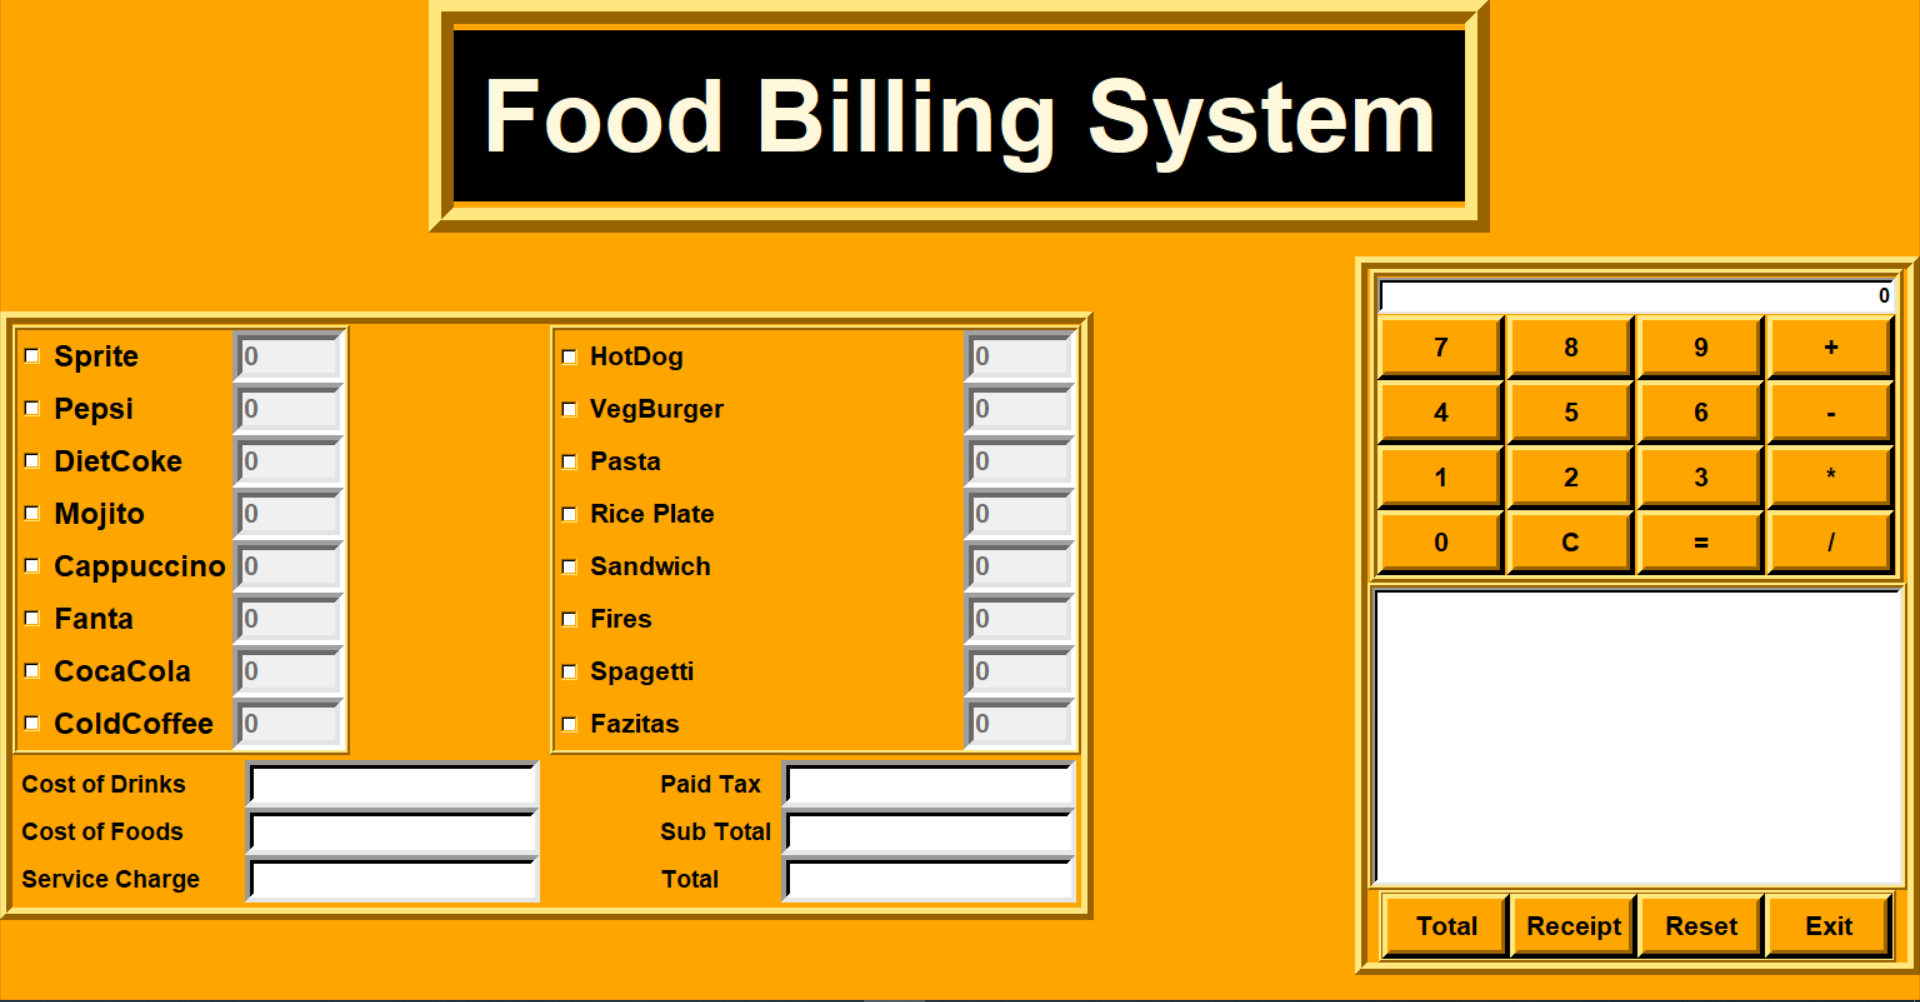 Food Billing System
Sprite 0
Pepsi 0
DietCoke 0
Mojito 0
Cappuccino 0
Fanta 0
CocaCola 0
ColdCoffee 0
HotDog 0
VegBurger 0
Pasta 0
Rice Plate 0
Sandwich 0
Fires 0
Spagetti 0
Fazitas 0
Cost of Drinks
Cost of Foods
Service Charge
Paid Tax
Sub Total
Total
0
7 8 9 +
4 5 6 -
1 2 3 *
0 C = /
Total Receipt Reset Exit